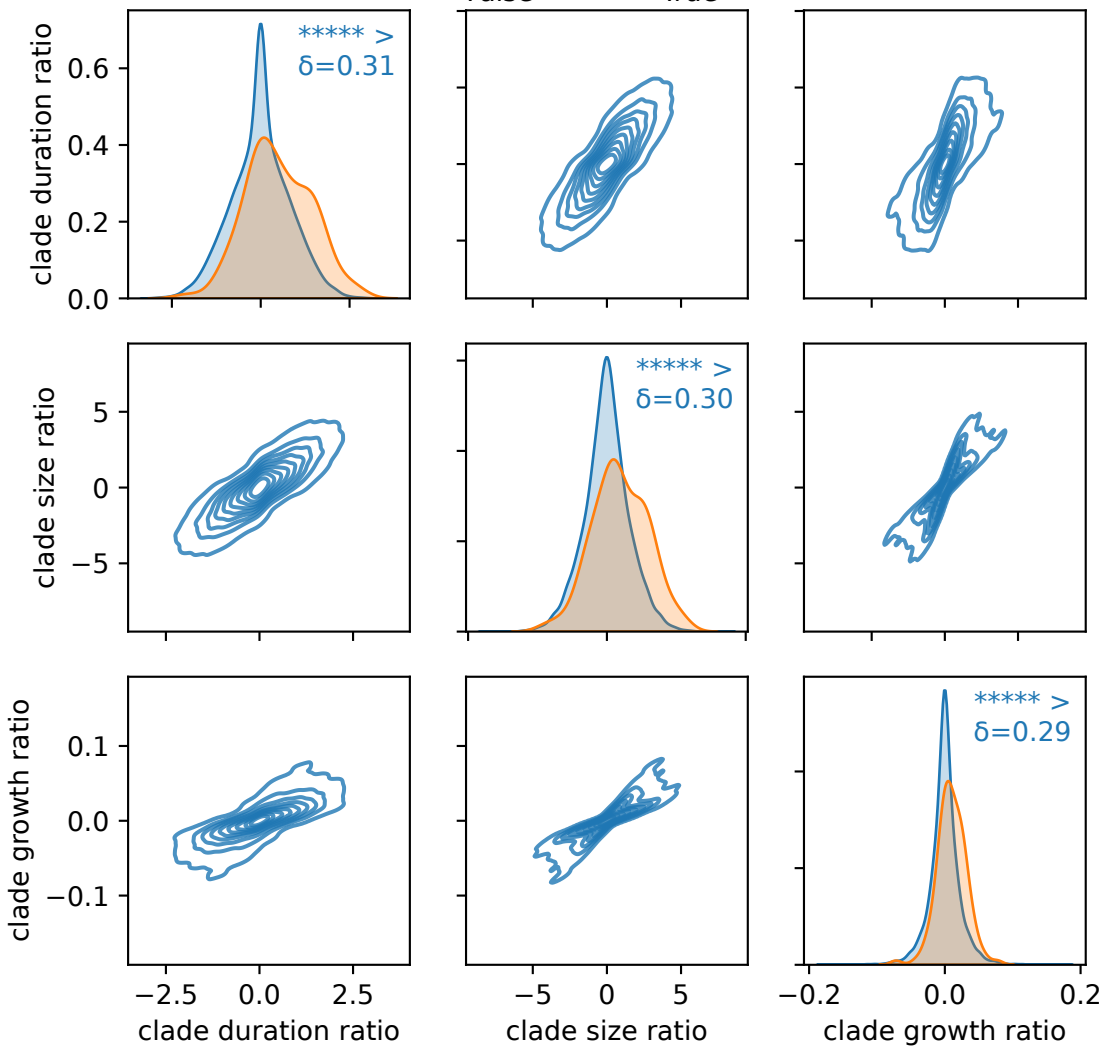 False True
clade duration ratio
0.6
0.4
0.2
0.0
***** >
δ=0.31
clade size ratio
5
0
−5
***** >
δ=0.30
clade growth ratio
0.1
0.0
−0.1
***** >
δ=0.29
−2.5 0.0 2.5
−5 0 5
−0.2 0.0 0.2
clade duration ratio
clade size ratio
clade growth ratio